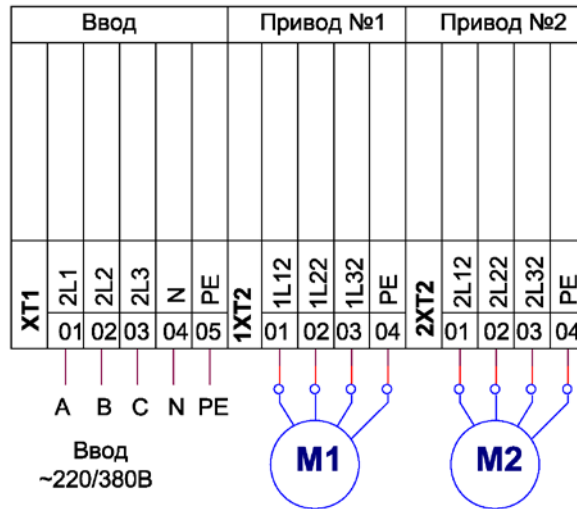 Ввод Привод №1 Привод №2
XT1 2L1 2L2 2L3 N PE 1XT2 1L12 1L22 1L32 PE 2XT2 2L12 2L22 2L32 PE
01 02 03 04 05 01 02 03 04 01 02 03 04
A B C N PE
Ввод
~220/380В
M1 M2